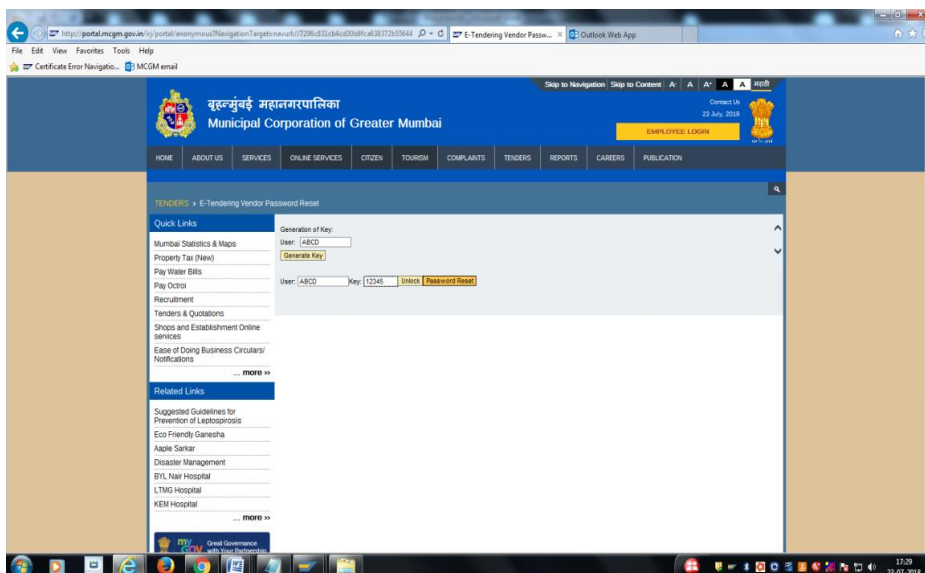 http://portal.mcgm.gov.in/irj/portal/anonymous?NavigationTarget=navurl://7296c831cb4cd30b8fca638372b55644
E-Tendering Vendor Passw...
Outlook Web App
File Edit View Favorites Tools Help
Certificate Error Navigatio... MCGM email
Skip to Navigation Skip to Content A- A A+ A A मराठी
बृहन्मुंबई महानगरपालिका
Municipal Corporation of Greater Mumbai
Contact Us
23 July, 2018
EMPLOYEE LOGIN
HOME ABOUT US SERVICES ONLINE SERVICES CITIZEN TOURISM COMPLAINTS TENDERS REPORTS CAREERS PUBLICATION
TENDERS › E-Tendering Vendor Password Reset
Quick Links
Mumbai Statistics & Maps
Property Tax (New)
Pay Water Bills
Pay Octroi
Recruitment
Tenders & Quotations
Shops and Establishment Online
services
Ease of Doing Business Circulars/
Notifications
... more ››
Generation of Key:
User: ABCD
Generate Key
User: ABCD Key: 12345 Unlock Password Reset
Related Links
Suggested Guidelines for
Prevention of Leptospirosis
Eco Friendly Ganesha
Aaple Sarkar
Disaster Management
BYL Nair Hospital
LTMG Hospital
KEM Hospital
... more ››
my GOV Great Governance
with Your Partnership
17:29
23-07-2018